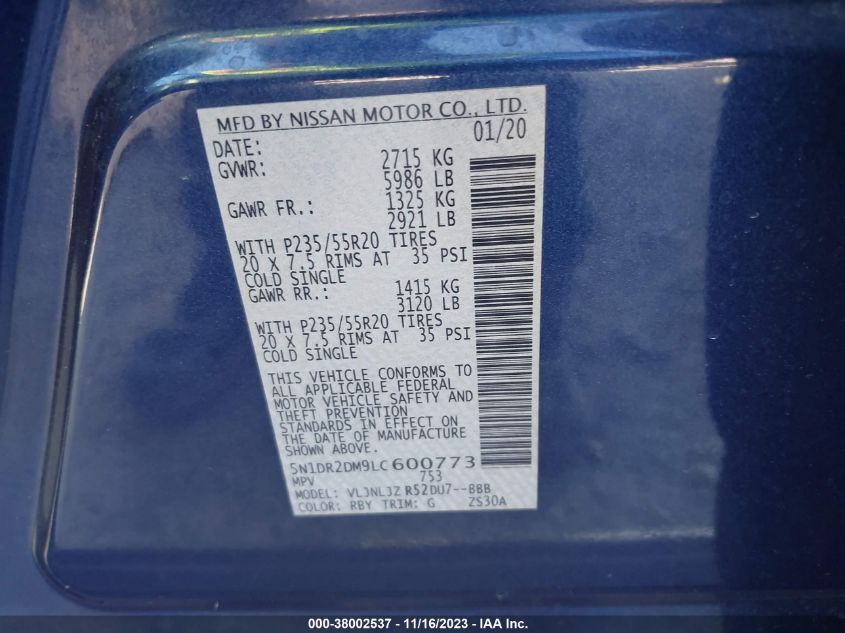 MFD BY NISSAN MOTOR CO., LTD.
DATE: 01/20
GVWR: 2715 KG
5986 LB
GAWR FR.: 1325 KG
2921 LB
WITH P235/55R20 TIRES
20 X 7.5 RIMS AT 35 PSI
COLD SINGLE
GAWR RR.: 1415 KG
3120 LB
WITH P235/55R20 TIRES
20 X 7.5 RIMS AT 35 PSI
COLD SINGLE
THIS VEHICLE CONFORMS TO
ALL APPLICABLE FEDERAL
MOTOR VEHICLE SAFETY AND
THEFT PREVENTION
STANDARDS IN EFFECT ON
THE DATE OF MANUFACTURE
SHOWN ABOVE.
5N1DR2DM9LC600773
MPV 753
MODEL: VLJNLJZ R52DU7--BBB
COLOR: RBY TRIM: G ZS30A
000-38002537 - 11/16/2023 - IAA Inc.